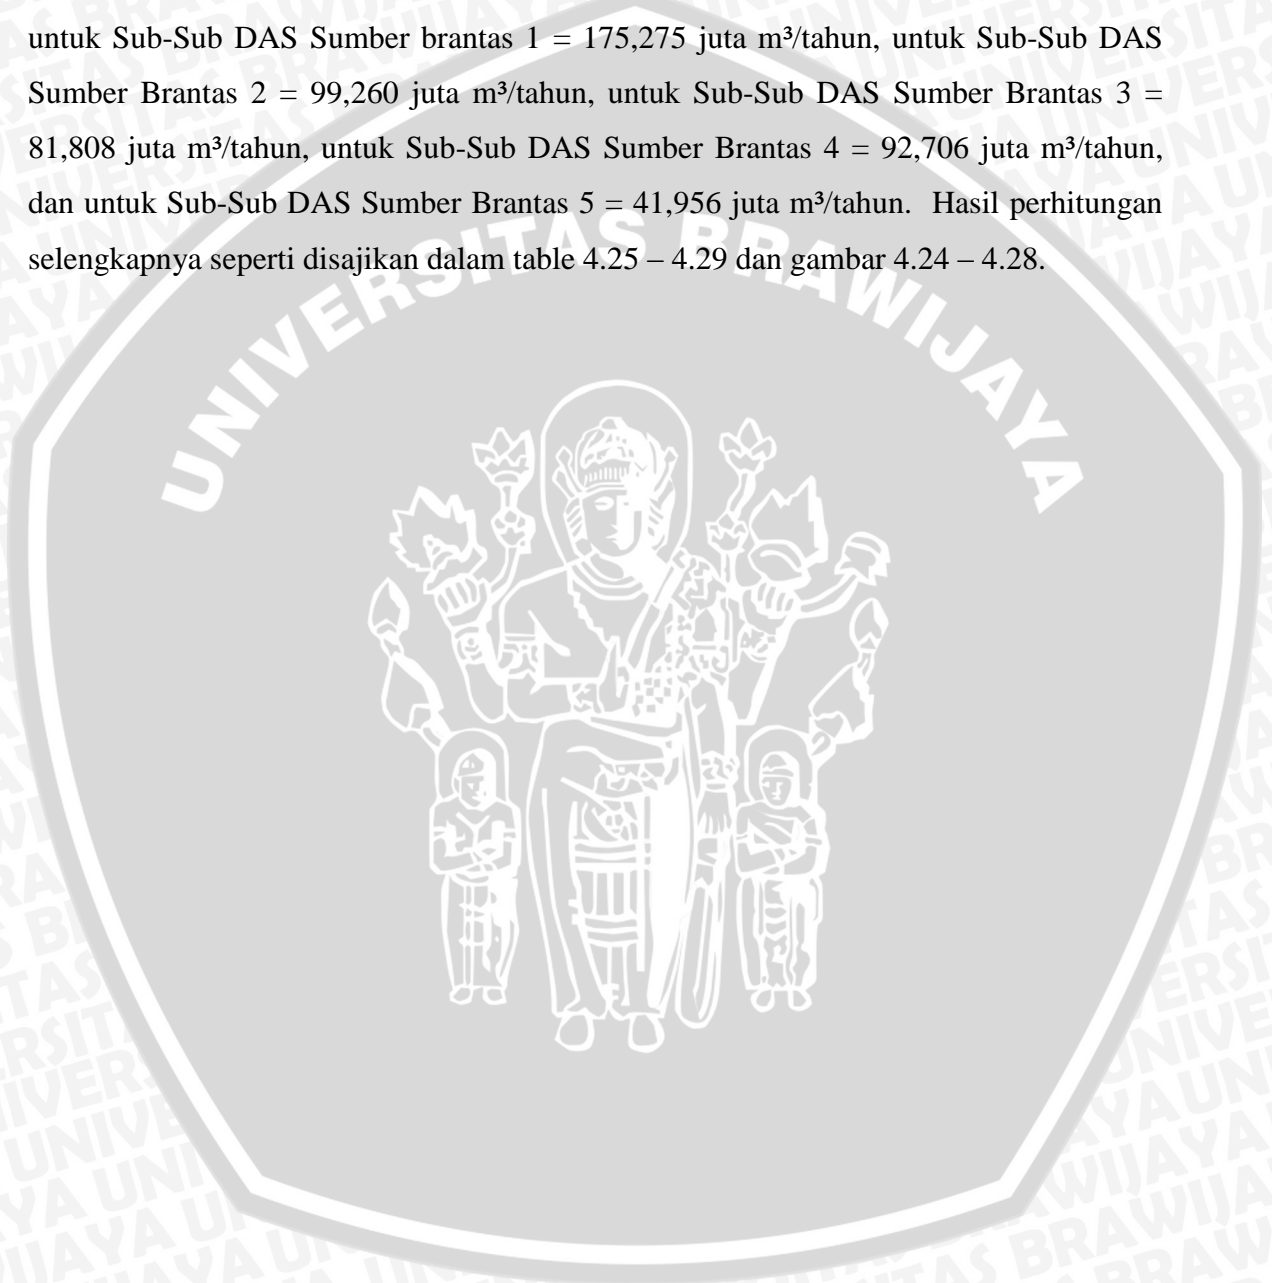 untuk Sub-Sub DAS Sumber brantas 1 = 175,275 juta m³/tahun, untuk Sub-Sub DAS
Sumber Brantas 2 = 99,260 juta m³/tahun, untuk Sub-Sub DAS Sumber Brantas 3 =
81,808 juta m³/tahun, untuk Sub-Sub DAS Sumber Brantas 4 = 92,706 juta m³/tahun,
dan untuk Sub-Sub DAS Sumber Brantas 5 = 41,956 juta m³/tahun.  Hasil perhitungan
selengkapnya seperti disajikan dalam table 4.25 – 4.29 dan gambar 4.24 – 4.28.
UNIVERSITAS BRAWIJAYA